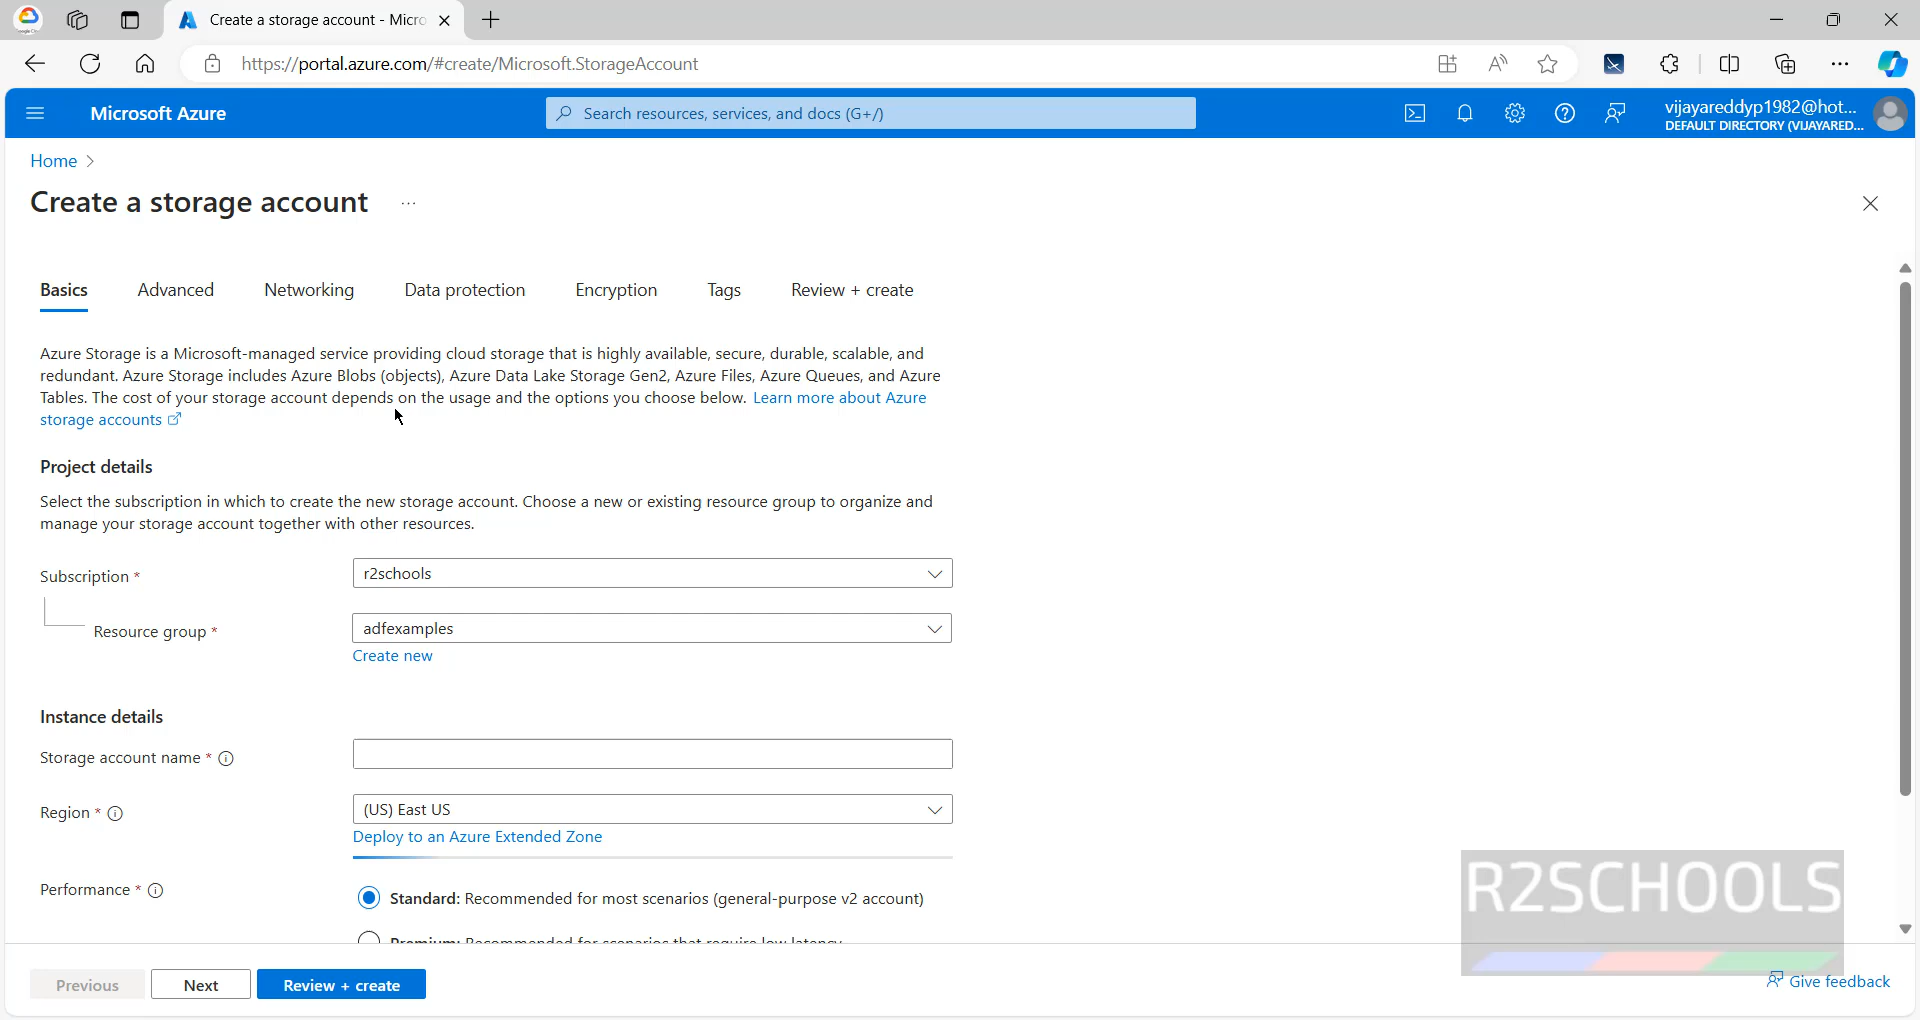 Create a storage account - Micro
https://portal.azure.com/#create/Microsoft.StorageAccount
Microsoft Azure
Search resources, services, and docs (G+/)
vijayareddyp1982@hot...
DEFAULT DIRECTORY (VIJAYARED...
Home >
Create a storage account ...
Basics Advanced Networking Data protection Encryption Tags Review + create
Azure Storage is a Microsoft-managed service providing cloud storage that is highly available, secure, durable, scalable, and
redundant. Azure Storage includes Azure Blobs (objects), Azure Data Lake Storage Gen2, Azure Files, Azure Queues, and Azure
Tables. The cost of your storage account depends on the usage and the options you choose below. Learn more about Azure
storage accounts
Project details
Select the subscription in which to create the new storage account. Choose a new or existing resource group to organize and
manage your storage account together with other resources.
Subscription * r2schools
Resource group * adfexamples
Create new
Instance details
Storage account name *
Region * (US) East US
Deploy to an Azure Extended Zone
Performance * Standard: Recommended for most scenarios (general-purpose v2 account)
Premium: Recommended for scenarios that require low latency.
R2SCHOOLS
Previous Next Review + create
Give feedback